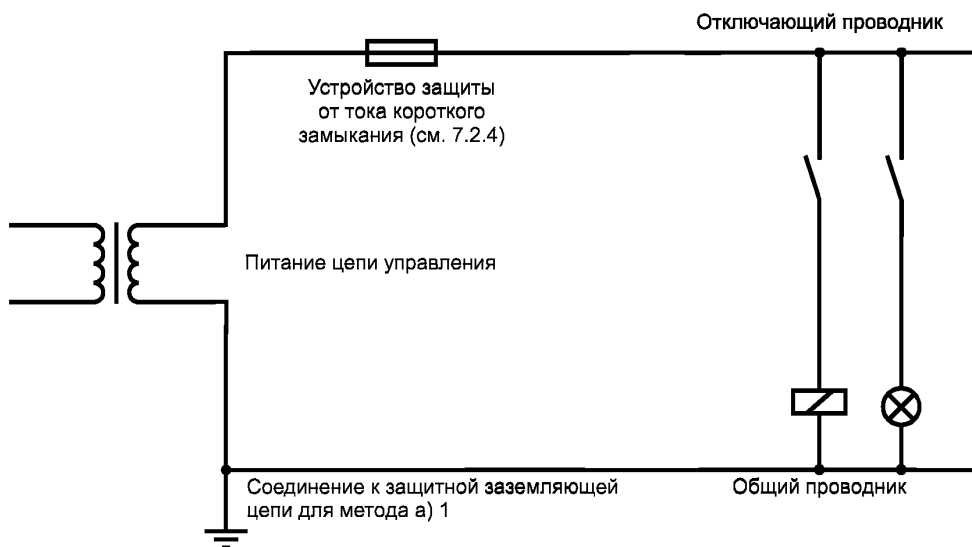 Отключающий проводник
Устройство защиты
от тока короткого
замыкания (см. 7.2.4)
Питание цепи управления
Соединение к защитной заземляющей
цепи для метода а) 1
Общий проводник